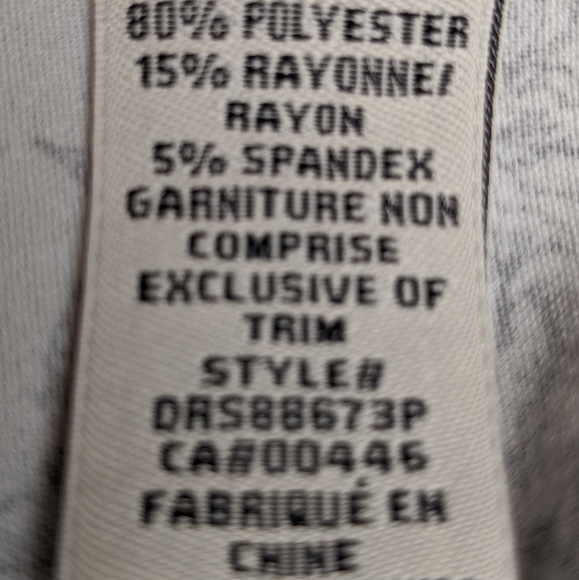 80% POLYESTER
15% RAYONNE/
RAYON
5% SPANDEX
GARNITURE NON
COMPRISE
EXCLUSIVE OF
TRIM
STYLE#
DRS88673P
CA#00446
FABRIQUÉ EN
CHINE